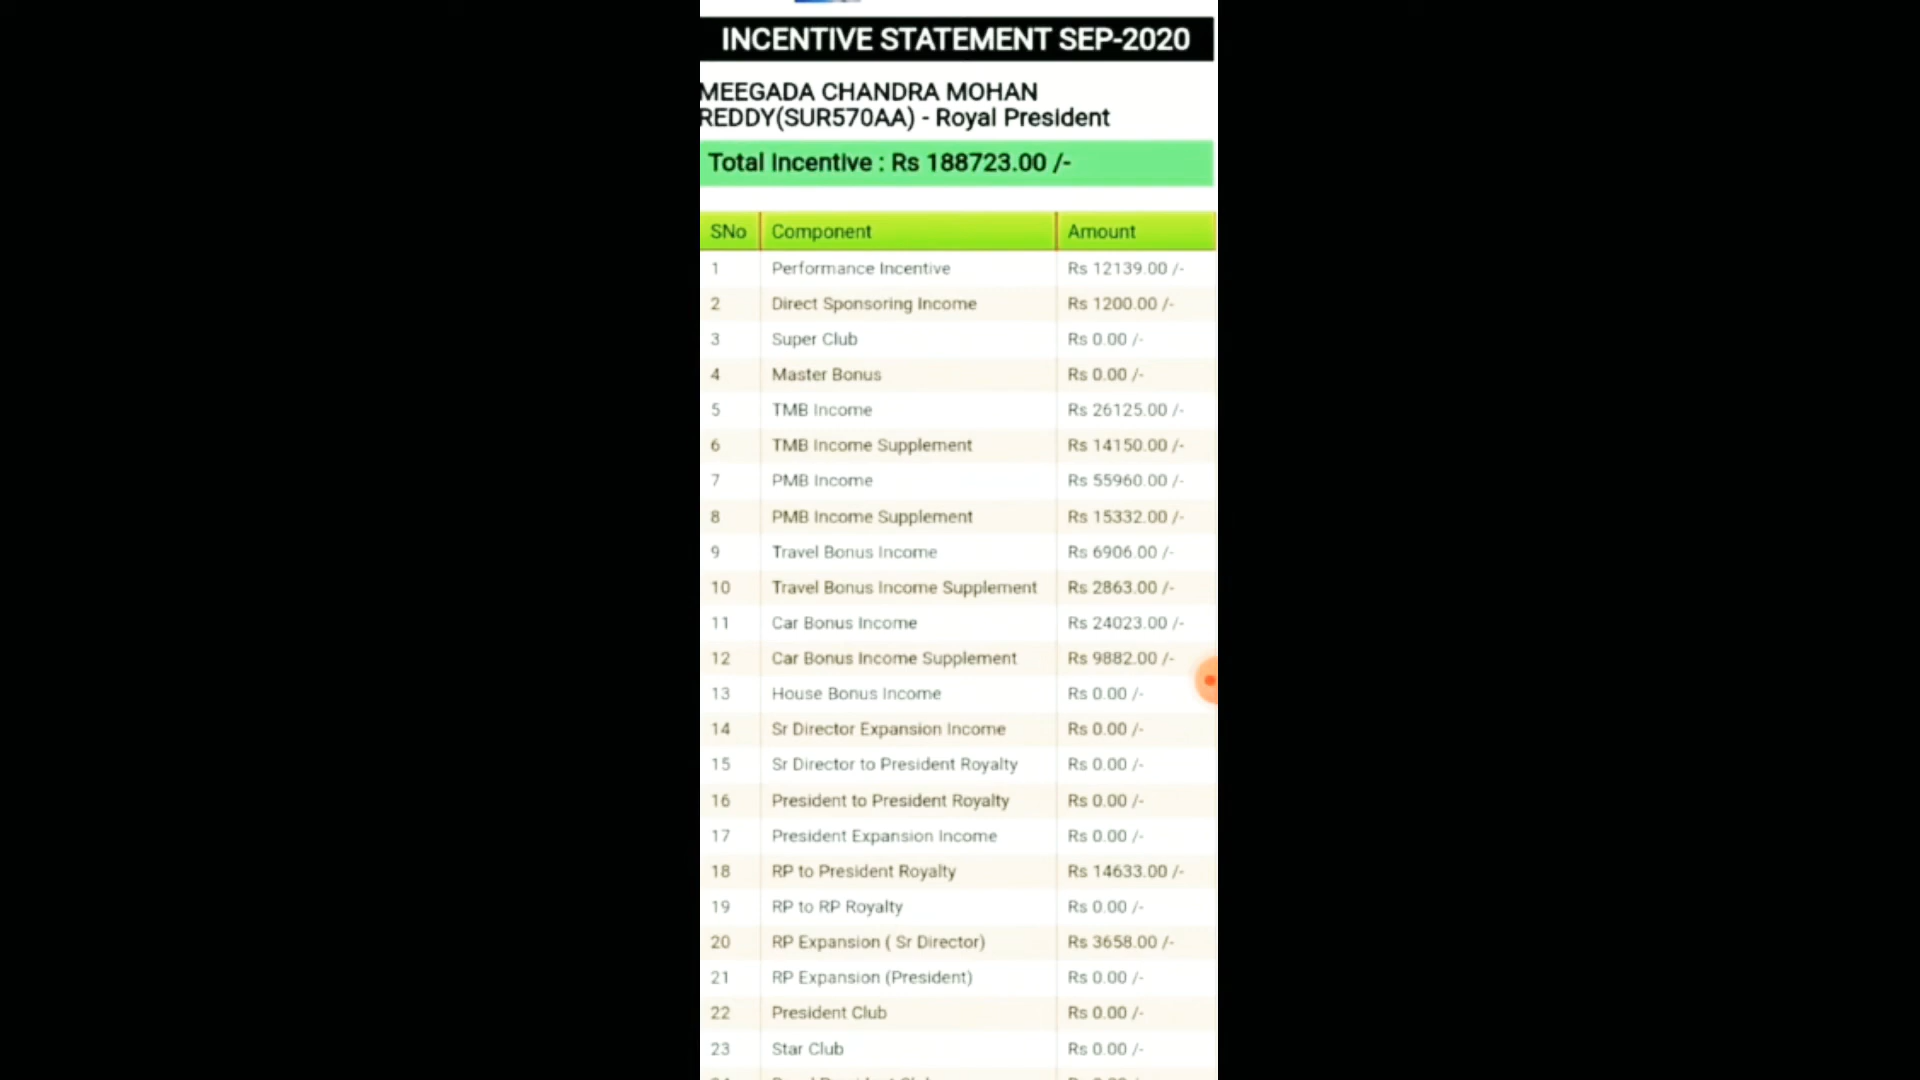 INCENTIVE STATEMENT SEP-2020
MEEGADA CHANDRA MOHAN
REDDY(SUR570AA) - Royal President
Total Incentive : Rs 188723.00 /-
SNo Component Amount
1 Performance Incentive Rs 12139.00 /-
2 Direct Sponsoring Income Rs 1200.00 /-
3 Super Club Rs 0.00 /-
4 Master Bonus Rs 0.00 /-
5 TMB Income Rs 26125.00 /-
6 TMB Income Supplement Rs 14150.00 /-
7 PMB Income Rs 55960.00 /-
8 PMB Income Supplement Rs 15332.00 /-
9 Travel Bonus Income Rs 6906.00 /-
10 Travel Bonus Income Supplement Rs 2863.00 /-
11 Car Bonus Income Rs 24023.00 /-
12 Car Bonus Income Supplement Rs 9882.00 /-
13 House Bonus Income Rs 0.00 /-
14 Sr Director Expansion Income Rs 0.00 /-
15 Sr Director to President Royalty Rs 0.00 /-
16 President to President Royalty Rs 0.00 /-
17 President Expansion Income Rs 0.00 /-
18 RP to President Royalty Rs 14633.00 /-
19 RP to RP Royalty Rs 0.00 /-
20 RP Expansion ( Sr Director) Rs 3658.00 /-
21 RP Expansion (President) Rs 0.00 /-
22 President Club Rs 0.00 /-
23 Star Club Rs 0.00 /-